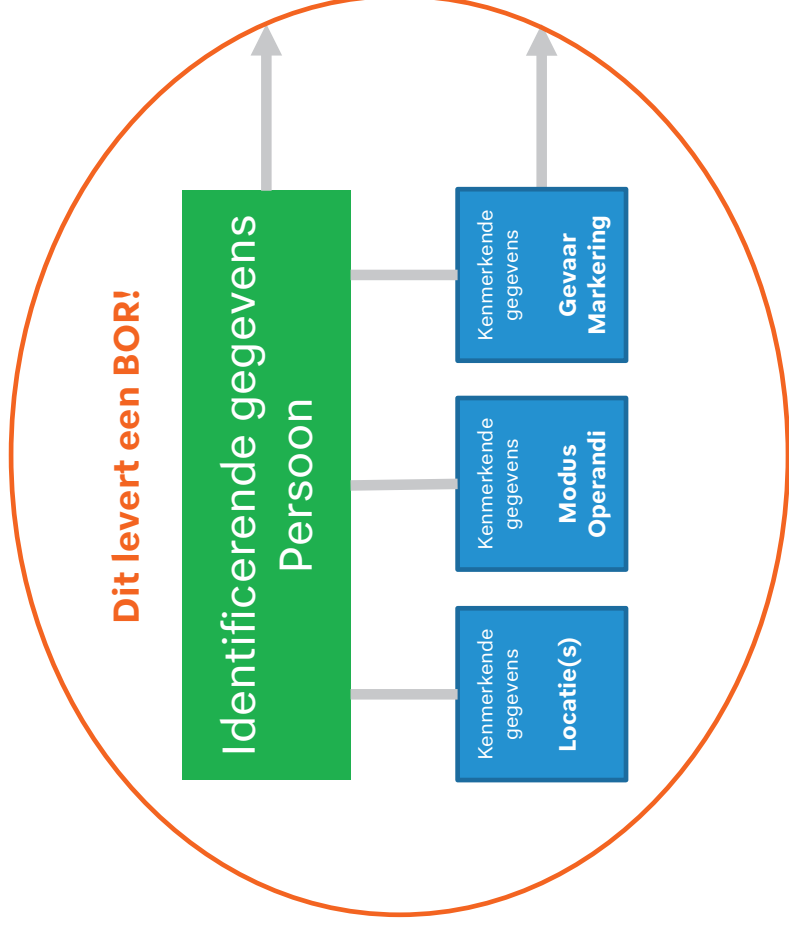 Dit levert een BOR!
Identificerende gegevens
Persoon
Kenmerkende
gegevens
Locatie(s)
Kenmerkende
gegevens
Modus
Operandi
Kenmerkende
gegevens
Gevaar
Markering